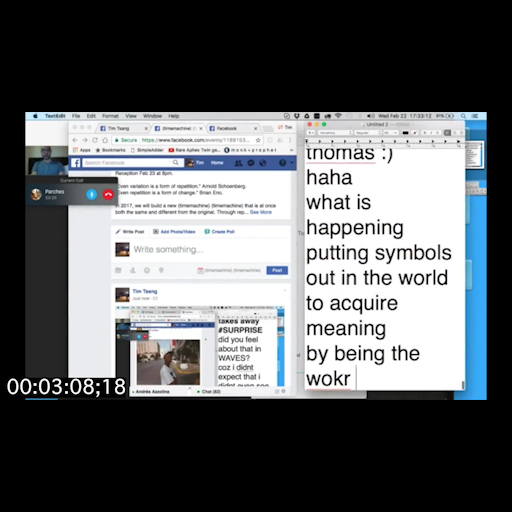 TextEdit File Edit Format View Window Help
Wed Feb 22 17:33:12 91%
Tim Tseng
(timemachine)
Facebook
Tim
Secure https://www.facebook.com/events/1189163
Apps Bookmarks SimpleAdder Rare Aphex Twin
Search Facebook
Tim Home
Current Call
Parches
Reception Feb 23 at 8pm.
"Even variation is a form of repetition." Arnold Schoenberg.
"Even repetition is a form of change." Brian Eno.
In 2017, we will build a new (timemachine) (timemachine) that is at once
both the same and different from the original. Through rep... See More
Write Post Add Photo/Video Create Poll
Write something...
(timemachine) (timemachine) Post
Tim Tseng
Just now
takes away
#SURPRISE
did you feel
about that in
WAVES?
coz i didnt
expect that i
didnt even see
Andrés Azzolina
Chat (62)
Untitled 2
Helvetica
Regular
thomas :)
haha
what is
happening
putting symbols
out in the world
to acquire
meaning
by being the
wokr
00:03:08;18